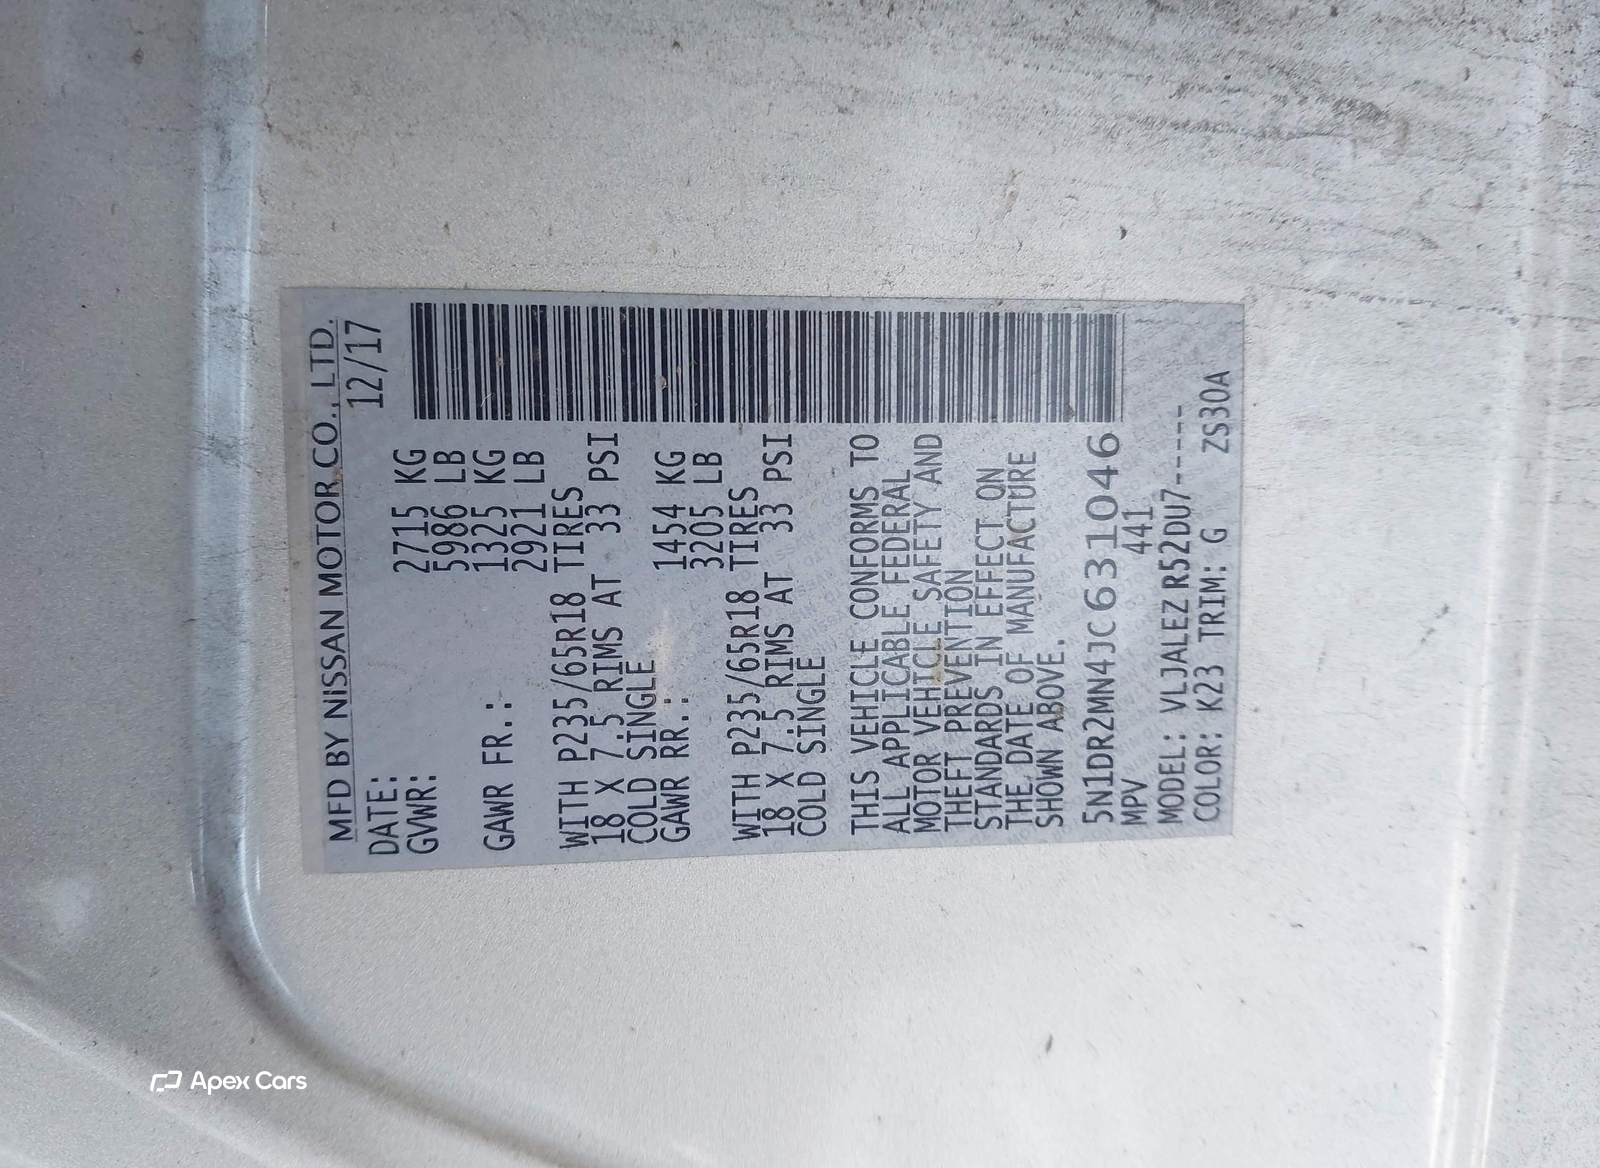 MFD BY NISSAN MOTOR CO., LTD.
DATE: 12/17
GVWR: 2715 KG
5986 LB
GAWR FR.: 1325 KG
2921 LB
WITH P235/65R18 TIRES
18 X 7.5 RIMS AT 33 PSI
COLD SINGLE
GAWR RR.: 1454 KG
3205 LB
WITH P235/65R18 TIRES
18 X 7.5 RIMS AT 33 PSI
COLD SINGLE
THIS VEHICLE CONFORMS TO
ALL APPLICABLE FEDERAL
MOTOR VEHICLE SAFETY AND
THEFT PREVENTION
STANDARDS IN EFFECT ON
THE DATE OF MANUFACTURE
SHOWN ABOVE.
5N1DR2MN4JC631046
MPV 441
MODEL: VLJALEZ R52DU7-----
COLOR: K23 TRIM: G ZS30A
Apex Cars